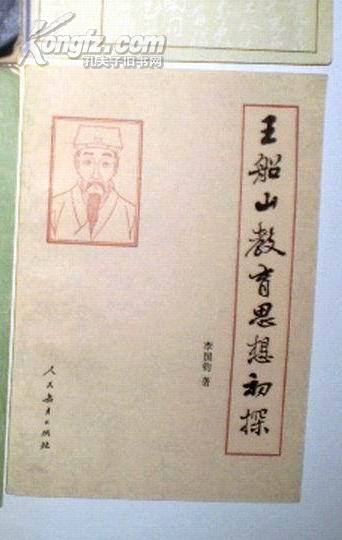 Kongfz.com
孔夫子旧书网
王船山教育思想初探
李国钧 著
人民教育出版社